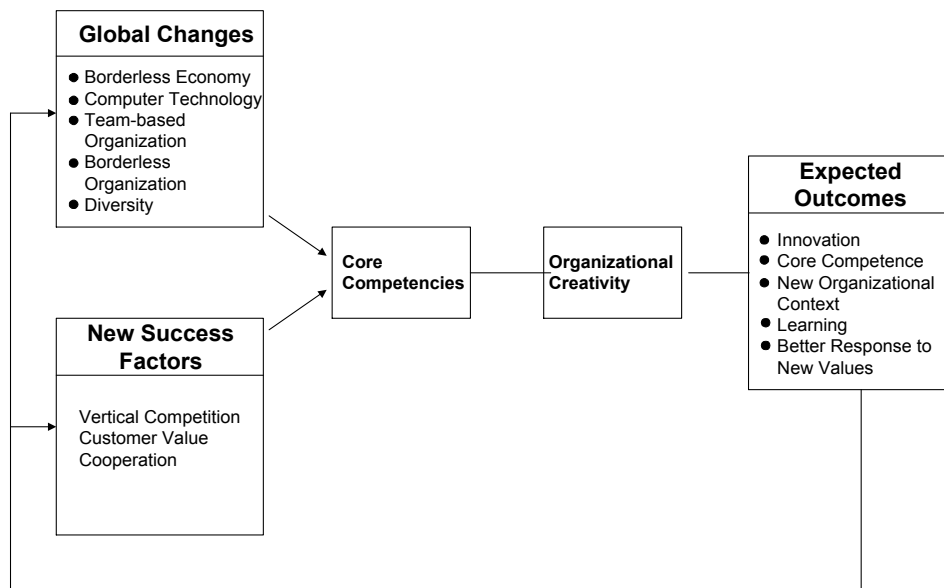 Global Changes
● Borderless Economy
● Computer Technology
● Team-based
Organization
● Borderless
Organization
● Diversity
New Success
Factors
Vertical Competition
Customer Value
Cooperation
Core
Competencies
Organizational
Creativity
Expected
Outcomes
● Innovation
● Core Competence
● New Organizational
Context
● Learning
● Better Response to
New Values